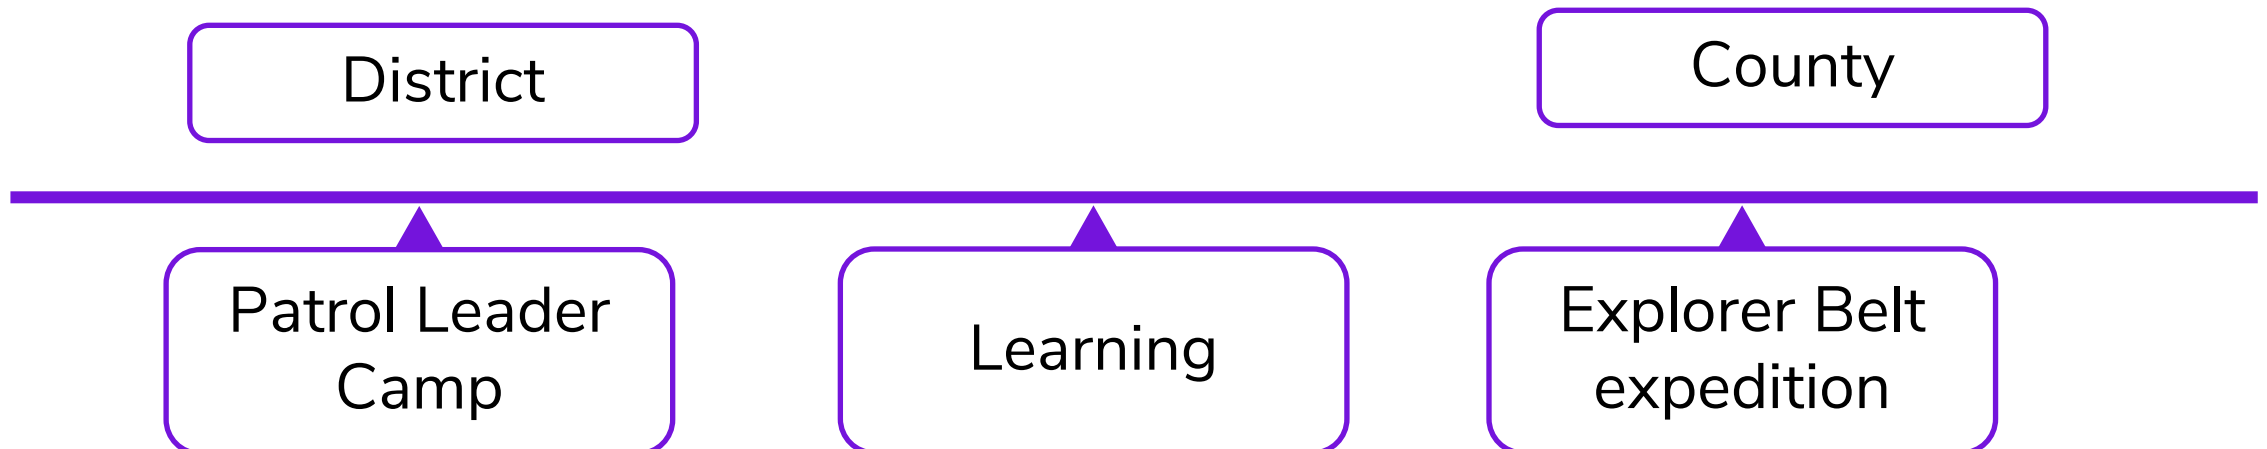 District
County
Patrol Leader
Camp
Learning
Explorer Belt
expedition